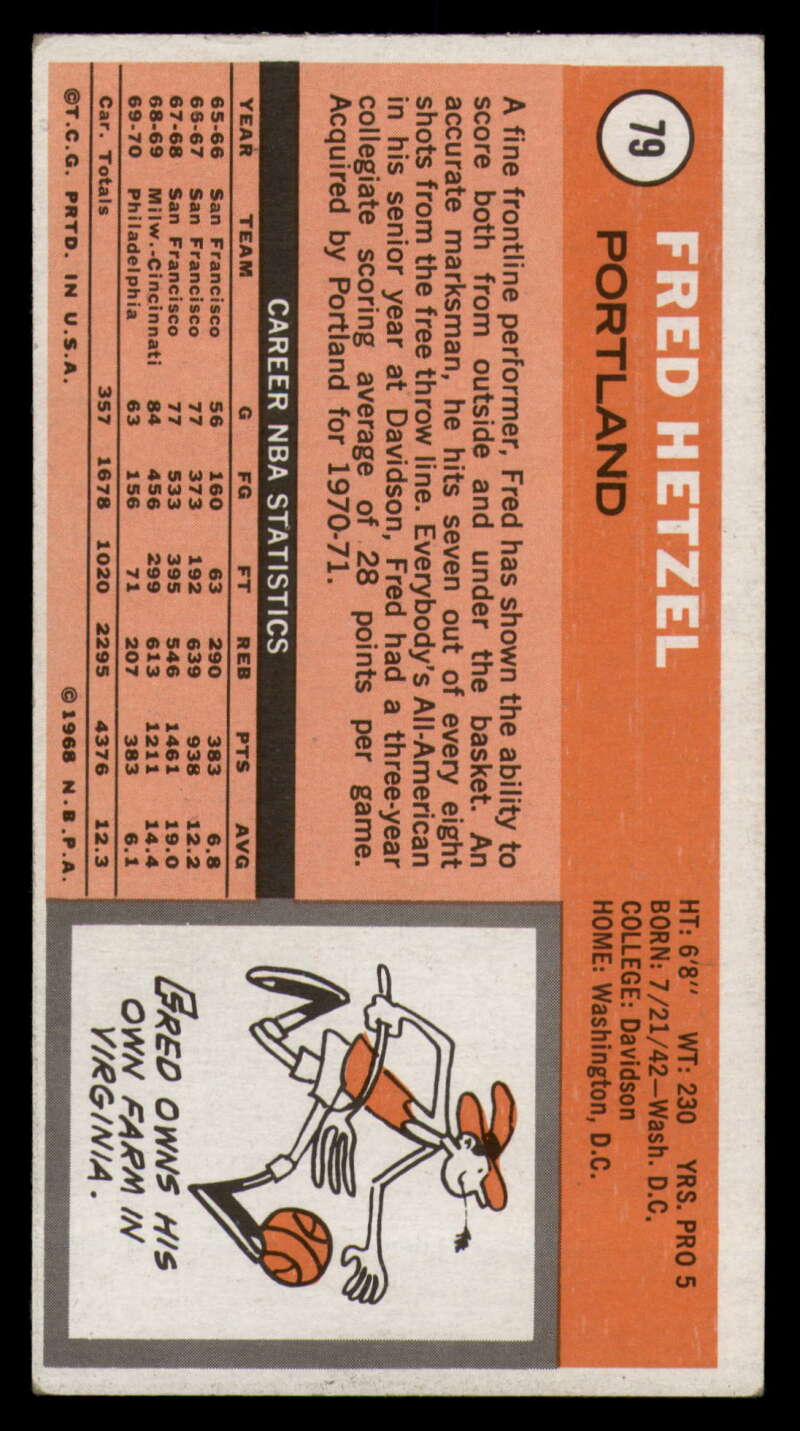 79
FRED HETZEL
PORTLAND
HT: 6'8" WT: 230 YRS. PRO 5
BORN: 7/21/42—Wash. D.C.
COLLEGE: Davidson
HOME: Washington, D.C.
A fine frontline performer, Fred has shown the ability to
score both from outside and under the basket. An
accurate marksman, he hits seven out of every eight
shots from the free throw line. Everybody's All-American
in his senior year at Davidson, Fred had a three-year
collegiate scoring average of 28 points per game.
Acquired by Portland for 1970-71.
CAREER NBA STATISTICS
YEAR TEAM G FG FT REB PTS AVG
65-66 San Francisco 56 160 63 290 383 6.8
66-67 San Francisco 77 373 192 639 938 12.2
67-68 San Francisco 77 533 395 546 1461 19.0
68-69 Milw.-Cincinnati 84 456 299 613 1211 14.4
69-70 Philadelphia 63 156 71 207 383 6.1
Car. Totals 357 1678 1020 2295 4376 12.3
©T.C.G. PRTD. IN U.S.A. ©1968 N.B.P.A.
FRED OWNS HIS
OWN FARM IN
VIRGINIA.